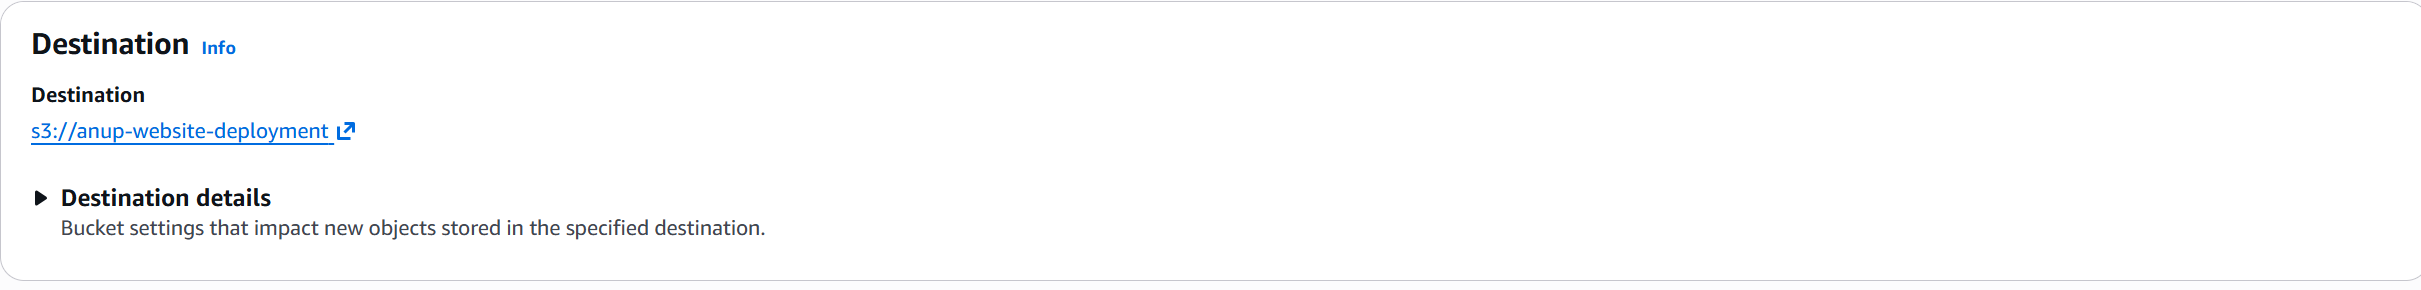 Destination Info
Destination
s3://anup-website-deployment
Destination details
Bucket settings that impact new objects stored in the specified destination.